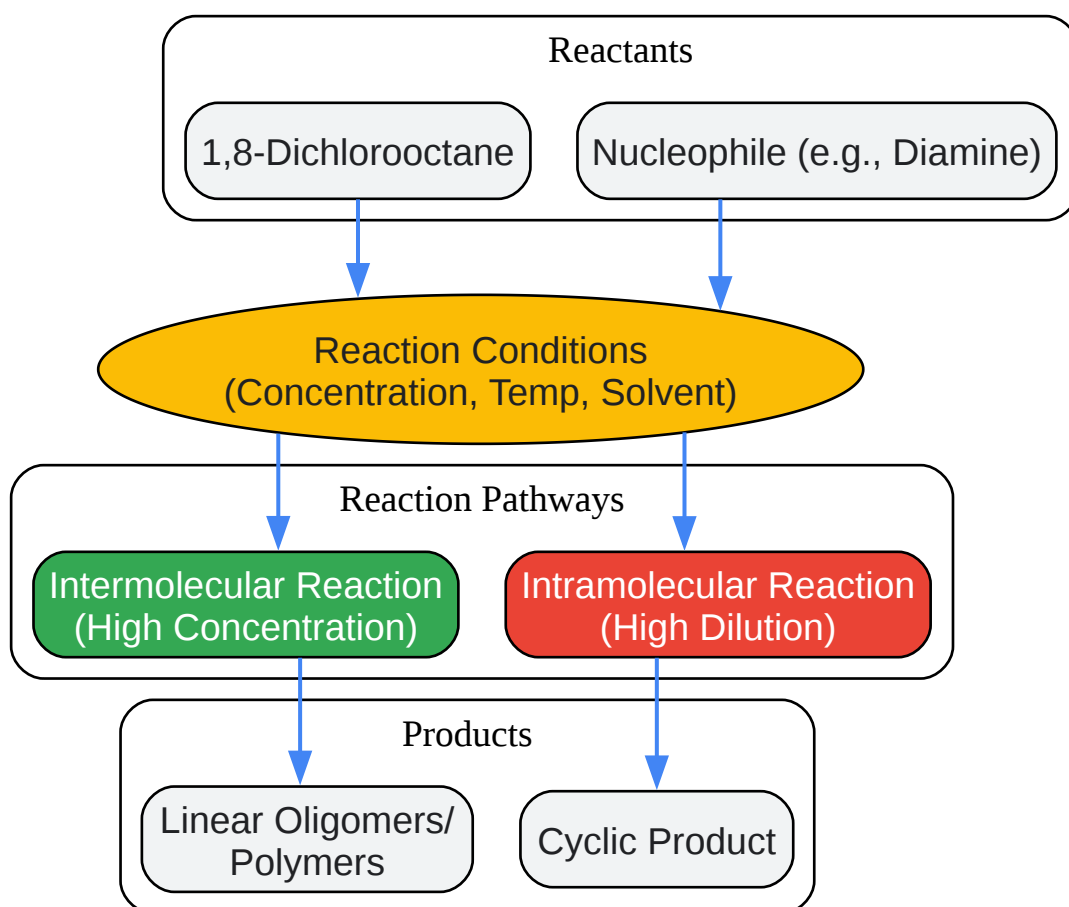 Reactants
1,8-Dichlorooctane
Nucleophile (e.g., Diamine)
Reaction Conditions
(Concentration, Temp, Solvent)
Reaction Pathways
Intermolecular Reaction
(High Concentration)
Intramolecular Reaction
(High Dilution)
Products
Linear Oligomers/
Polymers
Cyclic Product